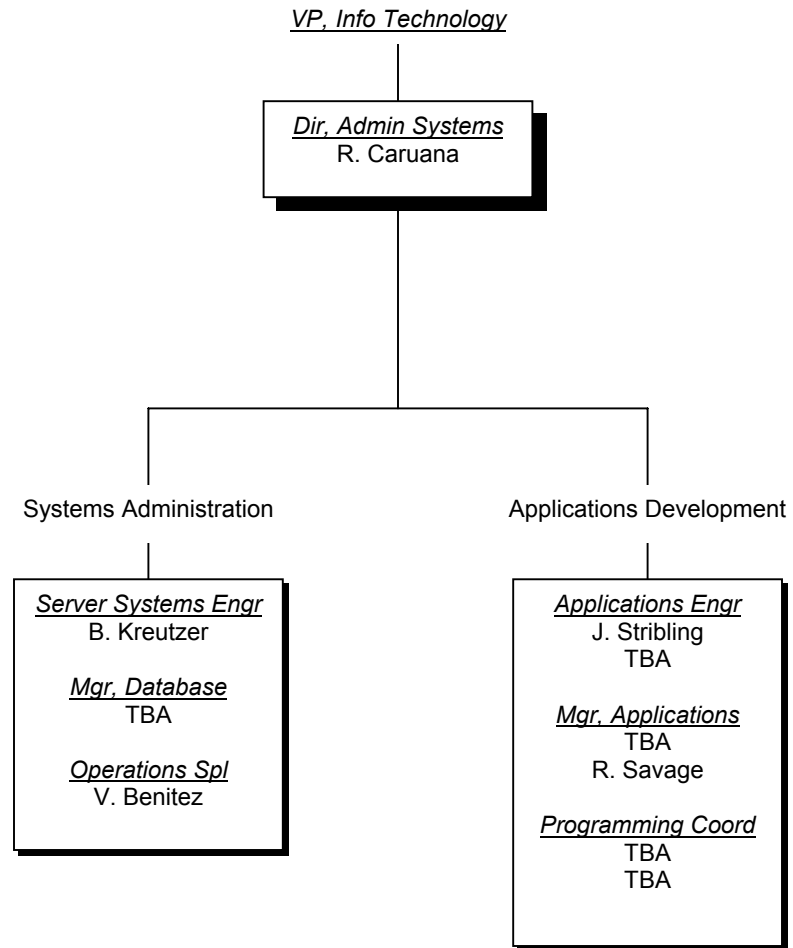 VP, Info Technology
Dir, Admin Systems
R. Caruana
Systems Administration
Server Systems Engr
B. Kreutzer
Mgr, Database
TBA
Operations Spl
V. Benitez
Applications Development
Applications Engr
J. Stribling
TBA
Mgr, Applications
TBA
R. Savage
Programming Coord
TBA
TBA